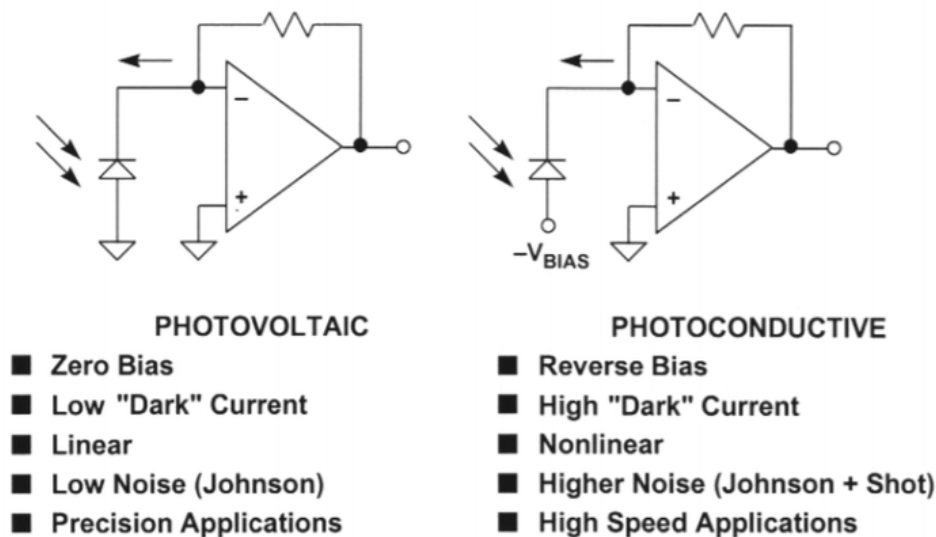 −
+
−
+
−VBIAS
PHOTOVOLTAIC
■ Zero Bias
■ Low "Dark" Current
■ Linear
■ Low Noise (Johnson)
■ Precision Applications
PHOTOCONDUCTIVE
■ Reverse Bias
■ High "Dark" Current
■ Nonlinear
■ Higher Noise (Johnson + Shot)
■ High Speed Applications